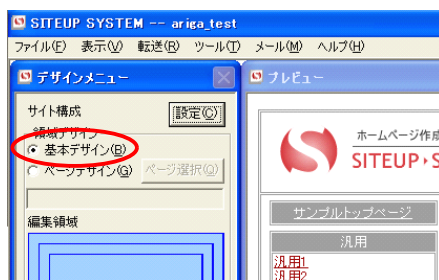 SITEUP SYSTEM -- ariga_test
ファイル(F) 表示(V) 転送(R) ツール(T) メール(M) ヘルプ(H)
デザインメニュー
プレビュー
サイト構成 設定(C)
領域デザイン
基本デザイン(B)
ページデザイン(G) ページ選択(O)
編集領域
ホームページ作成
SITEUP・S
サンプルトップページ
汎用
汎用1
汎用2